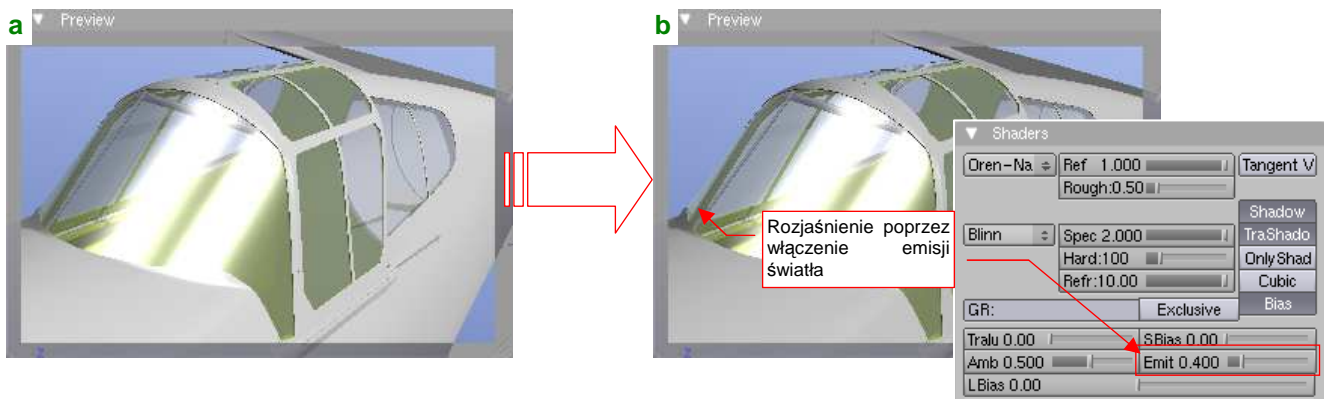 a
Preview
b
Preview
Rozjaśnienie poprzez
włączenie emisji
światła
Shaders
Oren-Na Ref 1.000 Tangent V
Rough:0.50
Shadow
Blinn Spec 2.000 TraShado
Hard:100 OnlyShad
Refr:10.00 Cubic
GR: Exclusive Bias
Tralu 0.00 SBias 0.00
Amb 0.500 Emit 0.400
LBias 0.00